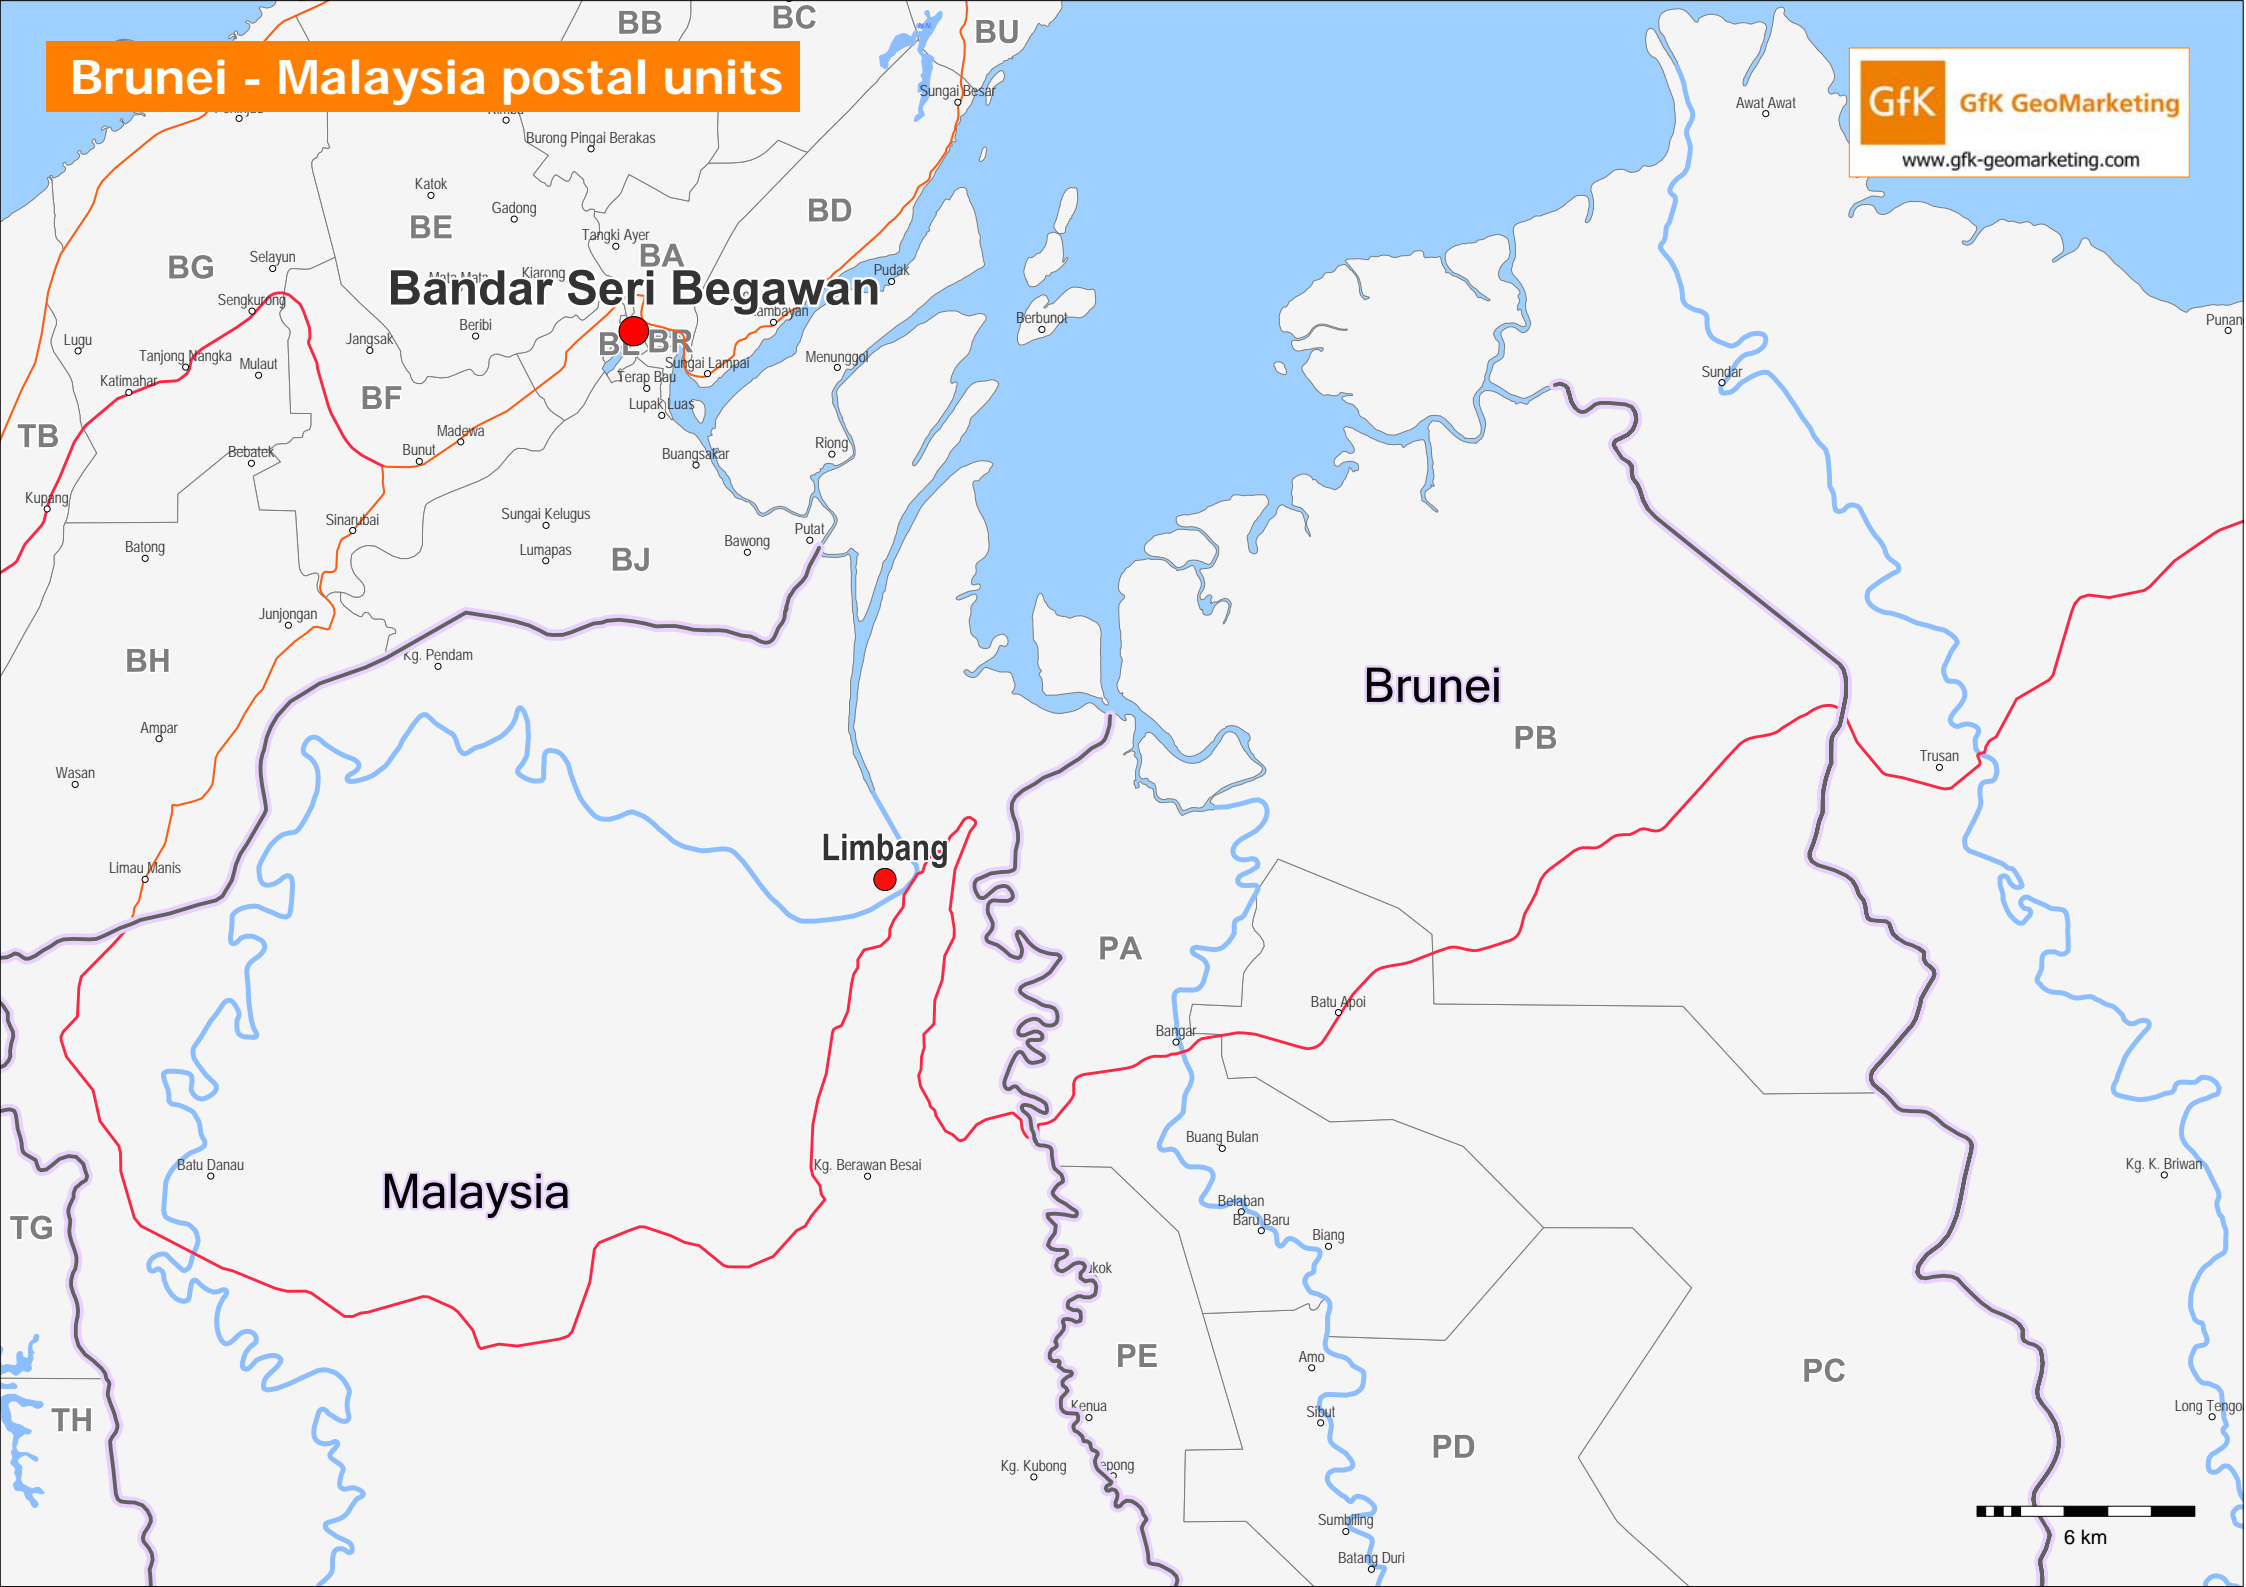 BB
BC
BU
Brunei - Malaysia postal units
GfK
GfK GeoMarketing
www.gfk-geomarketing.com
Sungai Besar
Awat Awat
Burong Pingai Berakas
Katok
Gadong
BE
BD
Tangki Ayer
BA
Selayun
BG
Kiarong
Pudak
Bandar Seri Begawan
Sengkurong
Berbunot
Beribi
BR
Lugu
Jangsak
Tanjong Nangka
Mulaut
Menunggol
Sungai Lampai
Sundar
Katimahar
Terap Bau
BF
Lupak Luas
TB
Madewa
Bunut
Bebatek
Riong
Buangsakar
Kupang
Sinarubai
Sungai Kelugus
Putat
Batong
Lumapas
BJ
Bawong
Junjongan
BH
Kg. Pendam
Brunei
PB
Ampar
Wasan
Trusan
Limbang
Limau Manis
PA
Batu Apoi
Bangar
Buang Bulan
Batu Danau
Kg. Berawan Besai
Kg. K. Briwan
Malaysia
Belaban
Baru Baru
TG
Biang
PE
Amo
PC
Kenua
Sibut
Long Tengo
TH
PD
Kg. Kubong
Sumbiling
6 km
Batang Duri